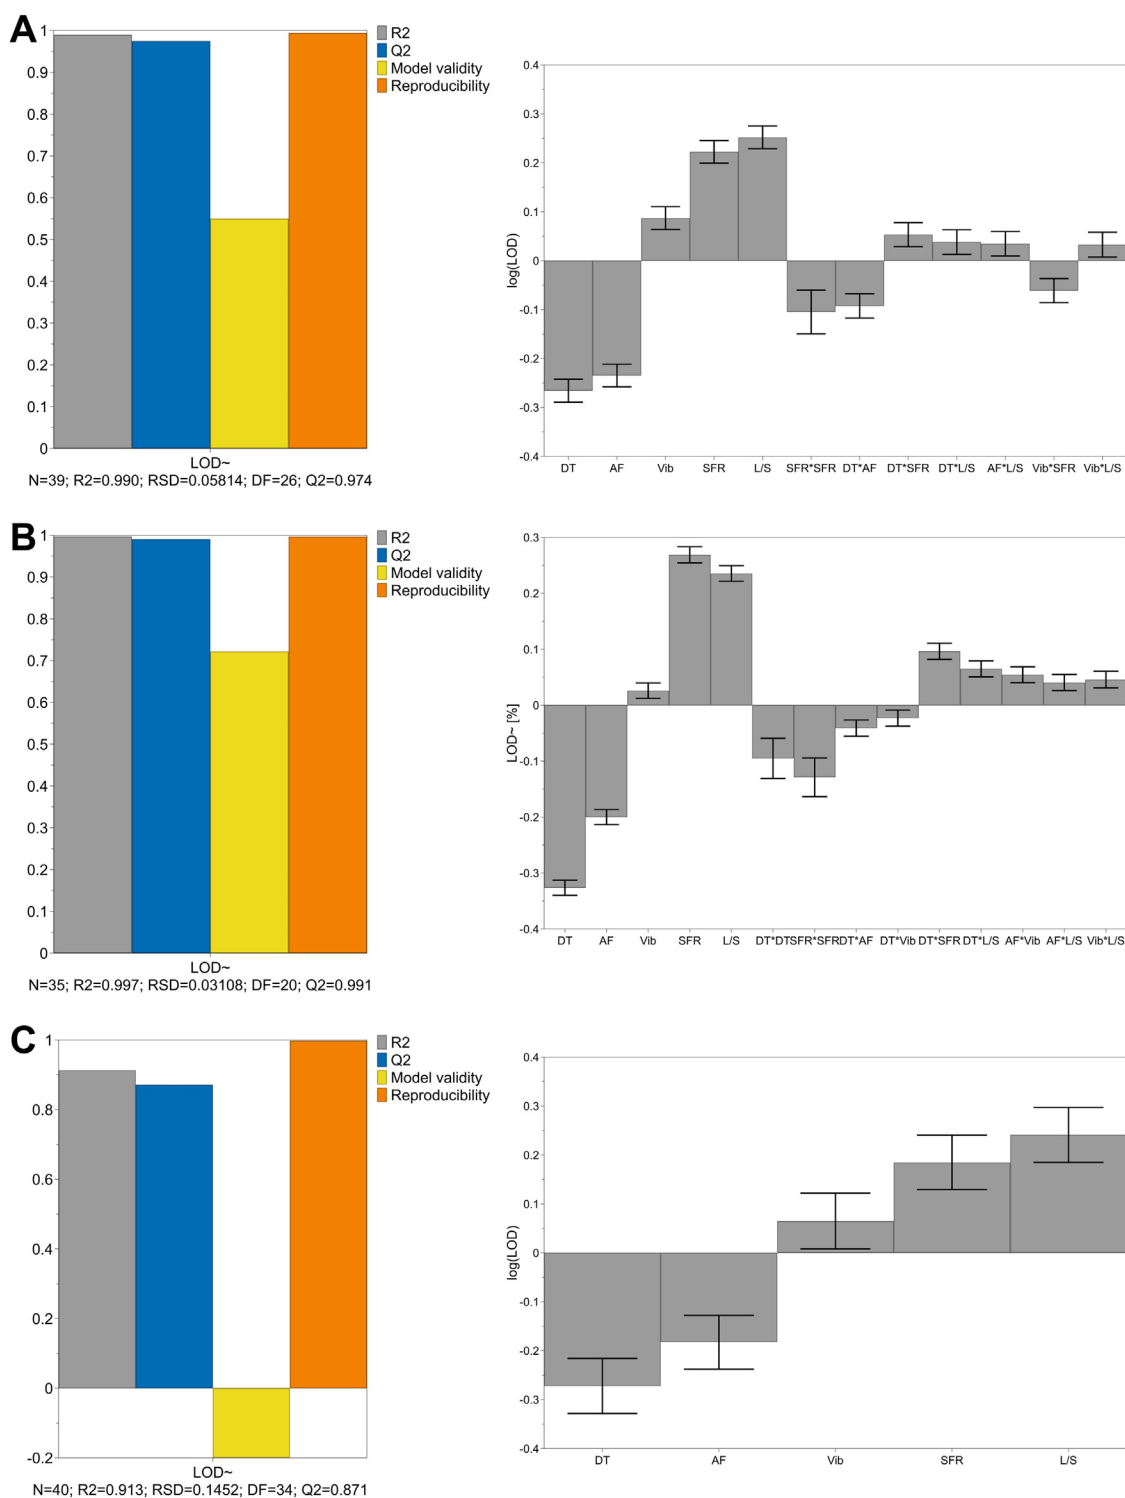 A
1
0.9
0.8
0.7
0.6
0.5
0.4
0.3
0.2
0.1
0
R2
Q2
Model validity
Reproducibility
LOD~
N=39; R2=0.990; RSD=0.05814; DF=26; Q2=0.974
log(LOD)
0.4
0.3
0.2
0.1
0
-0.1
-0.2
-0.3
-0.4
DT AF Vib SFR L/S SFR*SFR DT*AF DT*SFR DT*L/S AF*L/S Vib*SFR Vib*L/S
B
1
0.9
0.8
0.7
0.6
0.5
0.4
0.3
0.2
0.1
0
R2
Q2
Model validity
Reproducibility
LOD~
N=35; R2=0.997; RSD=0.03108; DF=20; Q2=0.991
LOD~ [%]
0.3
0.2
0.1
0
-0.1
-0.2
-0.3
-0.4
DT AF Vib SFR L/S DT*DT SFR*SFR DT*AF DT*Vib DT*SFR DT*L/S AF*Vib AF*L/S Vib*L/S
C
1
0.8
0.6
0.4
0.2
0
-0.2
R2
Q2
Model validity
Reproducibility
LOD~
N=40; R2=0.913; RSD=0.1452; DF=34; Q2=0.871
log(LOD)
0.4
0.3
0.2
0.1
0
-0.1
-0.2
-0.3
-0.4
DT AF Vib SFR L/S